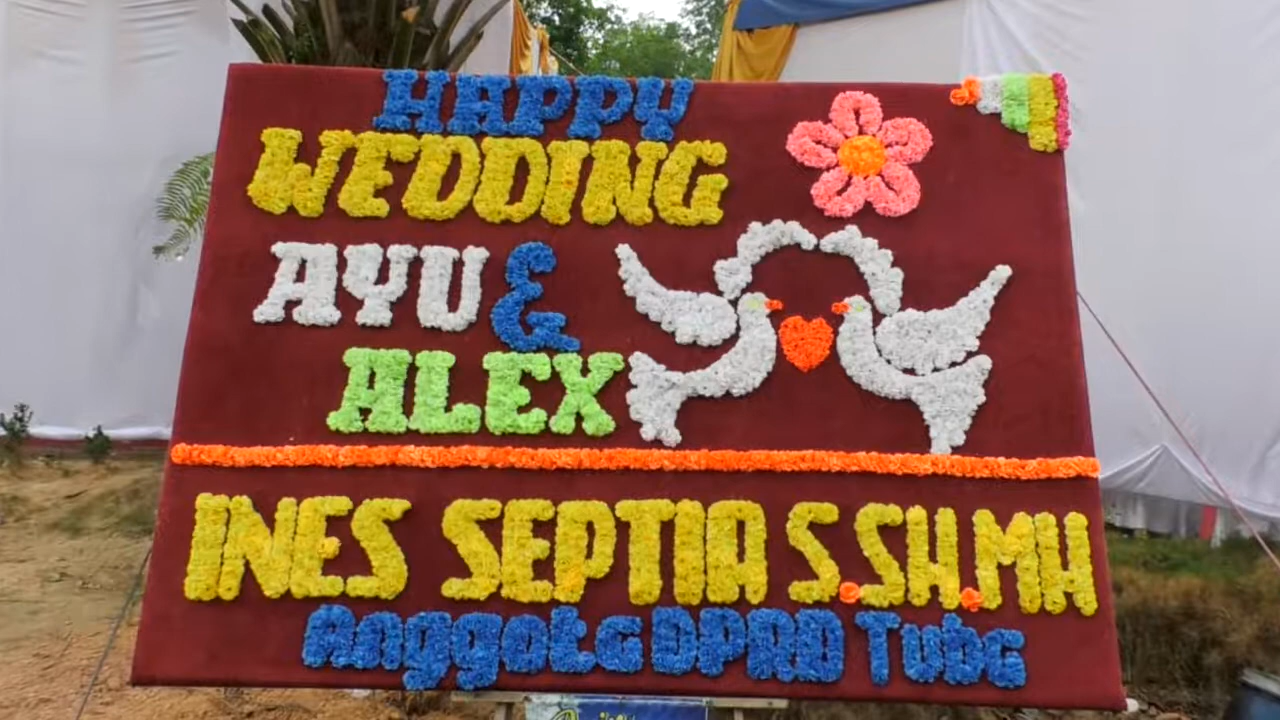 HAPPY
WEDDING
AYU &
ALEX
INES SEPTIA S.SH.MH
Anggota DPRD Tuba